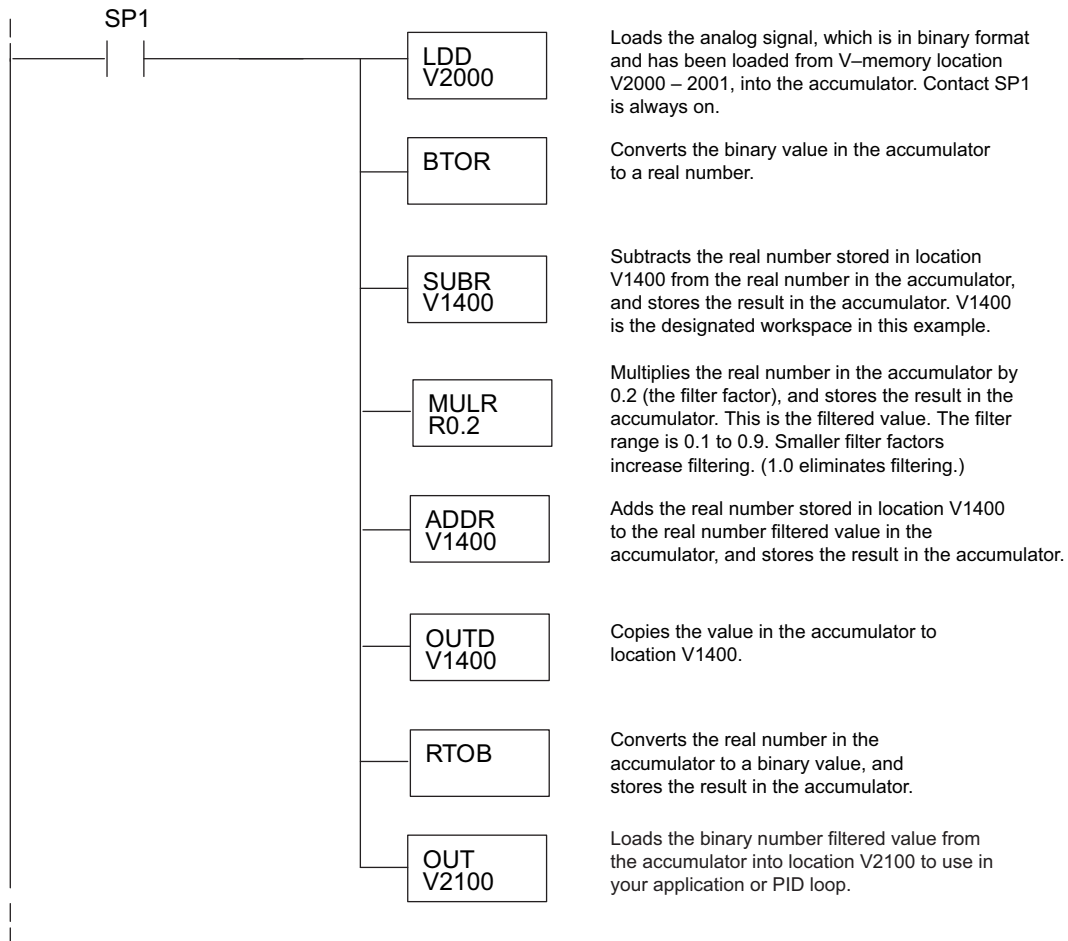 SP1
LDD
V2000
Loads the analog signal, which is in binary format
and has been loaded from V–memory location
V2000 – 2001, into the accumulator. Contact SP1
is always on.
BTOR
Converts the binary value in the accumulator
to a real number.
SUBR
V1400
Subtracts the real number stored in location
V1400 from the real number in the accumulator,
and stores the result in the accumulator. V1400
is the designated workspace in this example.
MULR
R0.2
Multiplies the real number in the accumulator by
0.2 (the filter factor), and stores the result in the
accumulator. This is the filtered value. The filter
range is 0.1 to 0.9. Smaller filter factors
increase filtering. (1.0 eliminates filtering.)
ADDR
V1400
Adds the real number stored in location V1400
to the real number filtered value in the
accumulator, and stores the result in the accumulator.
OUTD
V1400
Copies the value in the accumulator to
location V1400.
RTOB
Converts the real number in the
accumulator to a binary value, and
stores the result in the accumulator.
OUT
V2100
Loads the binary number filtered value from
the accumulator into location V2100 to use in
your application or PID loop.